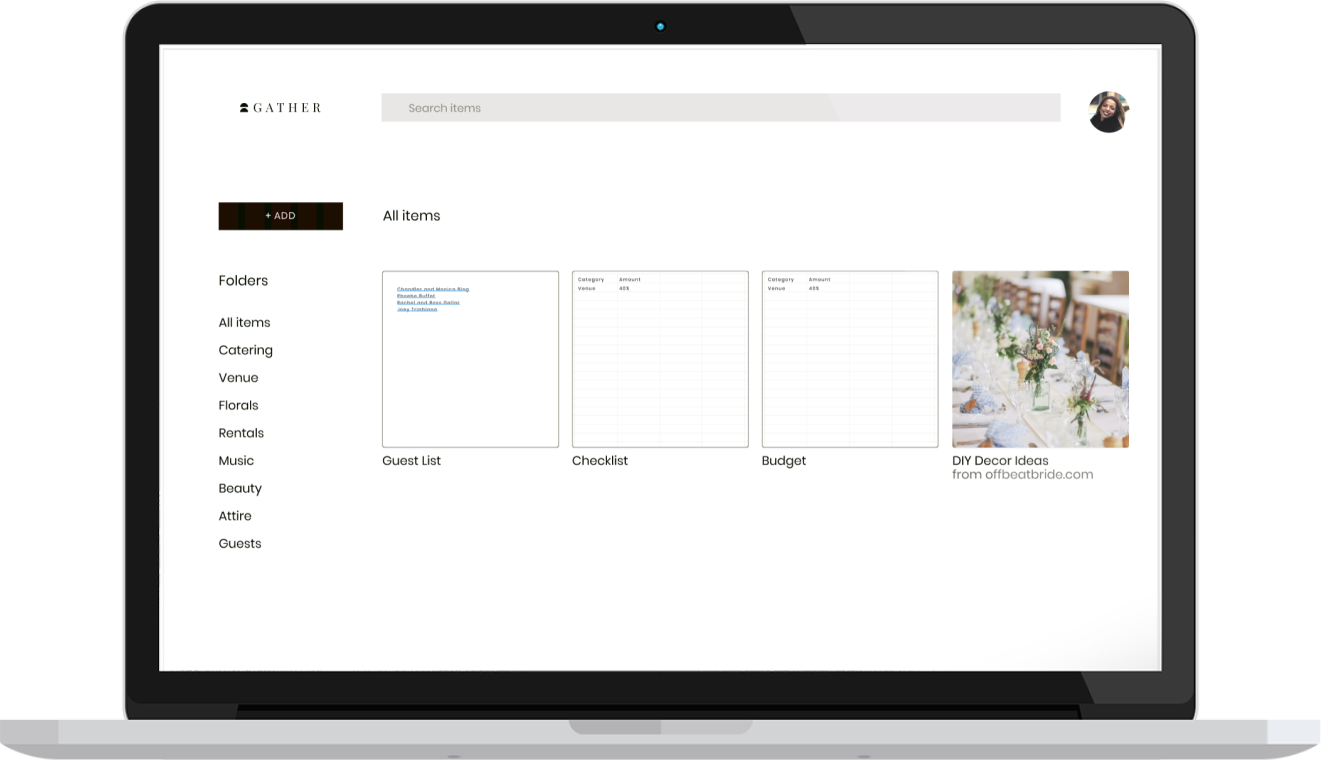 GATHER
Search items
+ ADD
All items
Folders
All items
Catering
Venue
Florals
Rentals
Music
Beauty
Attire
Guests
Chandler and Monica Bing
Phoebe Buffet
Rachel and Ross Gellar
Joey Tribbiani
Guest List
Category Amount
Venue 40%
Checklist
Category Amount
Venue 40%
Budget
DIY Decor Ideas
from offbeatbride.com